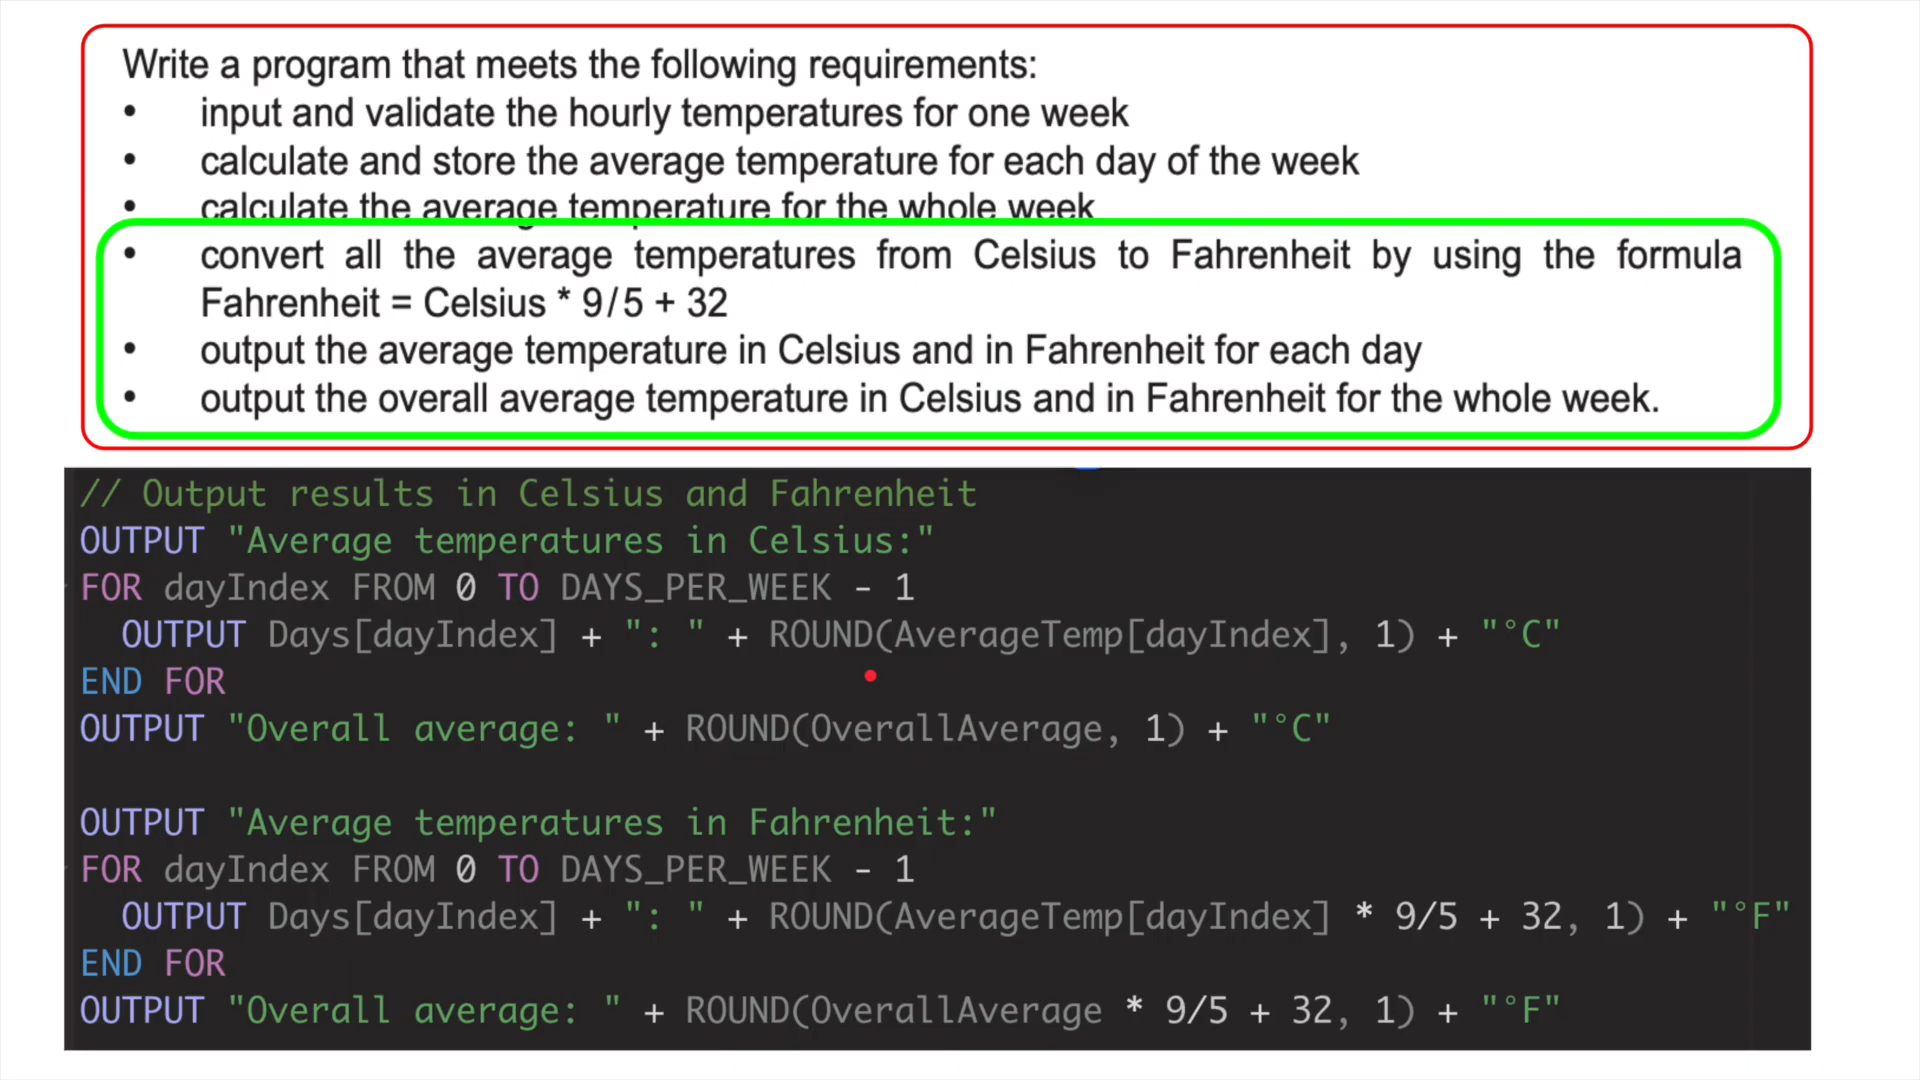 Write a program that meets the following requirements:
• input and validate the hourly temperatures for one week
• calculate and store the average temperature for each day of the week
• calculate the average temperature for the whole week
• convert all the average temperatures from Celsius to Fahrenheit by using the formula
Fahrenheit = Celsius * 9/5 + 32
• output the average temperature in Celsius and in Fahrenheit for each day
• output the overall average temperature in Celsius and in Fahrenheit for the whole week.
// Output results in Celsius and Fahrenheit
OUTPUT "Average temperatures in Celsius:"
FOR dayIndex FROM 0 TO DAYS_PER_WEEK - 1
  OUTPUT Days[dayIndex] + ": " + ROUND(AverageTemp[dayIndex], 1) + "°C"
END FOR
OUTPUT "Overall average: " + ROUND(OverallAverage, 1) + "°C"
OUTPUT "Average temperatures in Fahrenheit:"
FOR dayIndex FROM 0 TO DAYS_PER_WEEK - 1
  OUTPUT Days[dayIndex] + ": " + ROUND(AverageTemp[dayIndex] * 9/5 + 32, 1) + "°F"
END FOR
OUTPUT "Overall average: " + ROUND(OverallAverage * 9/5 + 32, 1) + "°F"